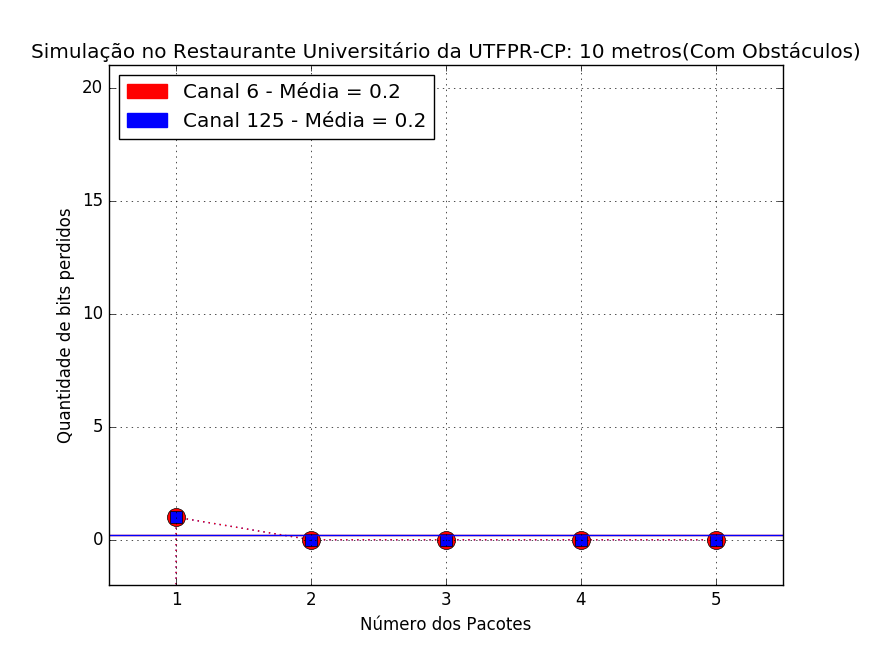 Simulação no Restaurante Universitário da UTFPR-CP: 10 metros(Com Obstáculos)
Canal 6 - Média = 0.2
Canal 125 - Média = 0.2
Quantidade de bits perdidos
20
15
10
5
0
1 2 3 4 5
Número dos Pacotes